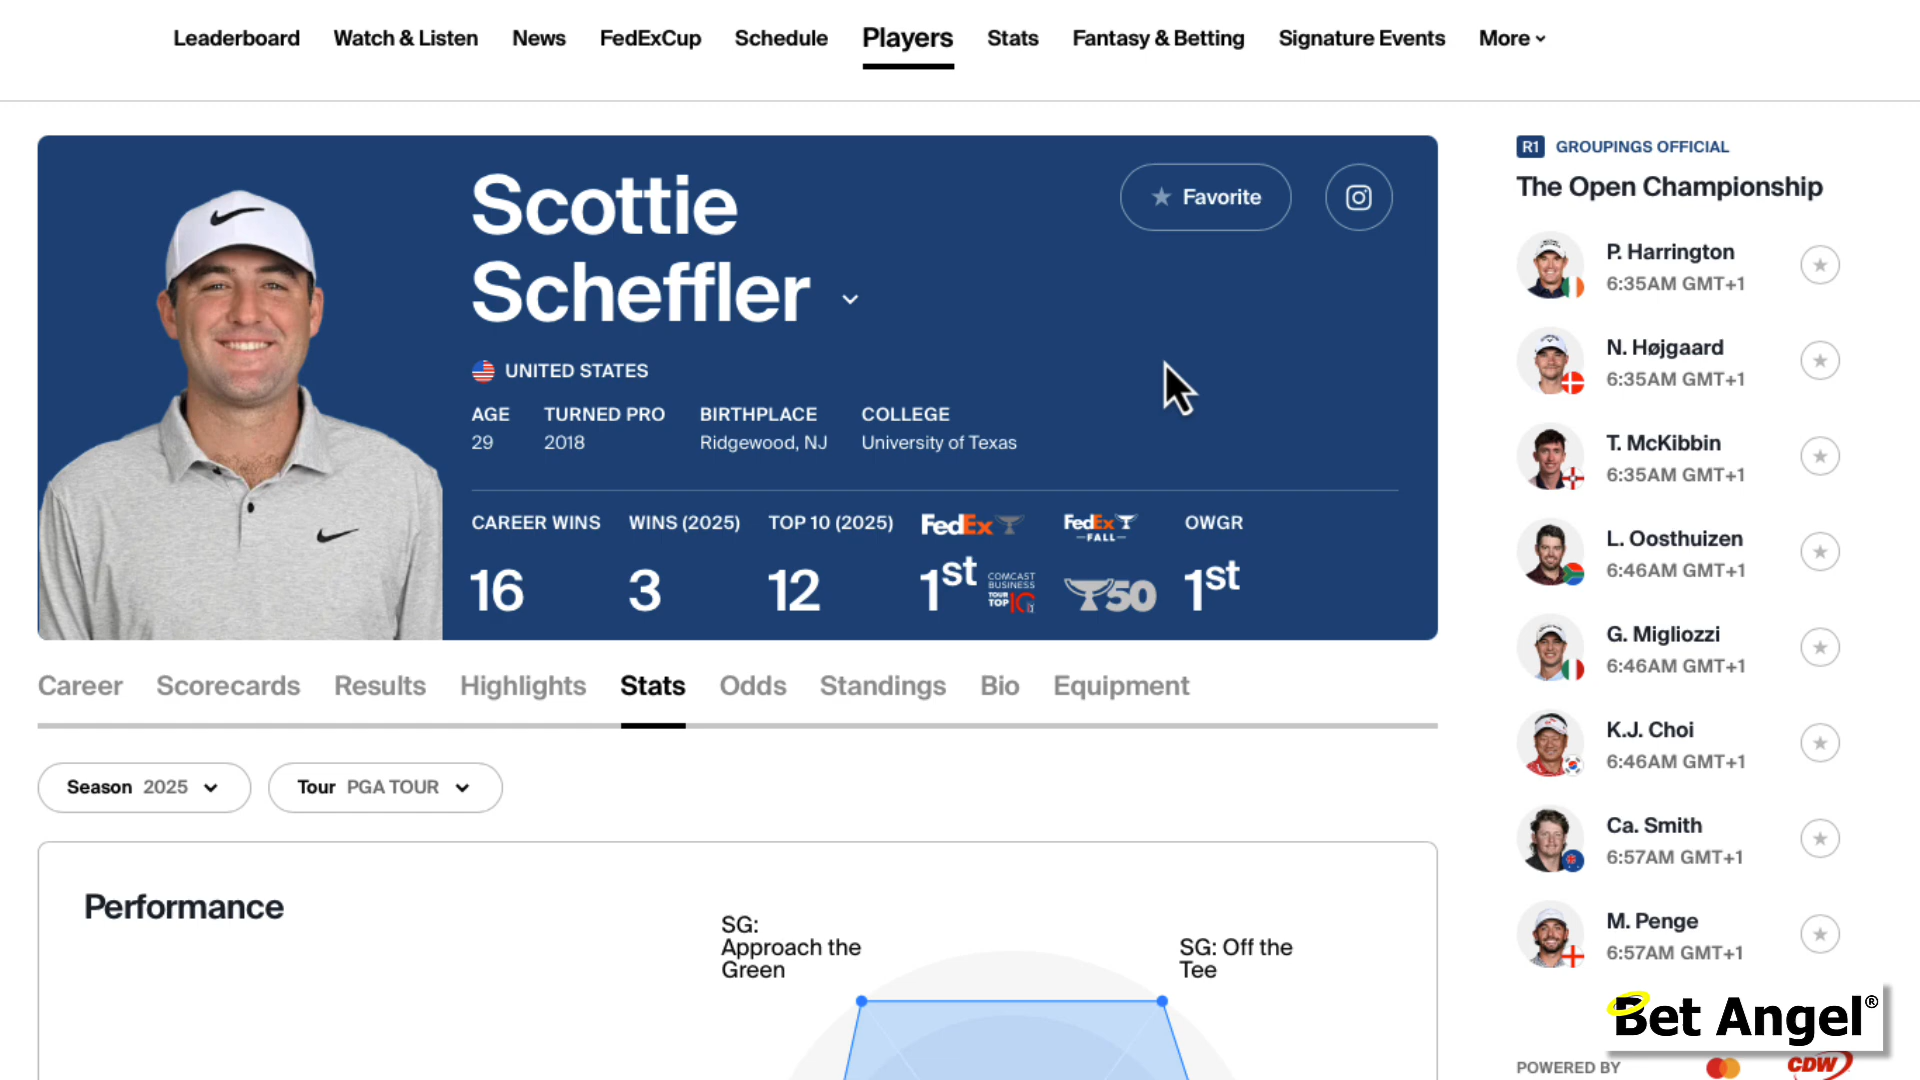 Leaderboard Watch & Listen News FedExCup Schedule Players Stats Fantasy & Betting Signature Events More
Scottie
Scheffler
Favorite
UNITED STATES
AGE TURNED PRO BIRTHPLACE COLLEGE
29 2018 Ridgewood, NJ University of Texas
CAREER WINS WINS (2025) TOP 10 (2025) FedEx FedEx FALL OWGR
16 3 12 1st COMCAST BUSINESS TOUR TOP 10 50 1st
Career Scorecards Results Highlights Stats Odds Standings Bio Equipment
Season 2025 Tour PGA TOUR
Performance
SG:
Approach the
Green
SG: Off the
Tee
R1 GROUPINGS OFFICIAL
The Open Championship
P. Harrington
6:35AM GMT+1
N. Højgaard
6:35AM GMT+1
T. McKibbin
6:35AM GMT+1
L. Oosthuizen
6:46AM GMT+1
G. Migliozzi
6:46AM GMT+1
K.J. Choi
6:46AM GMT+1
Ca. Smith
6:57AM GMT+1
M. Penge
6:57AM GMT+1
Bet Angel®
POWERED BY CDW